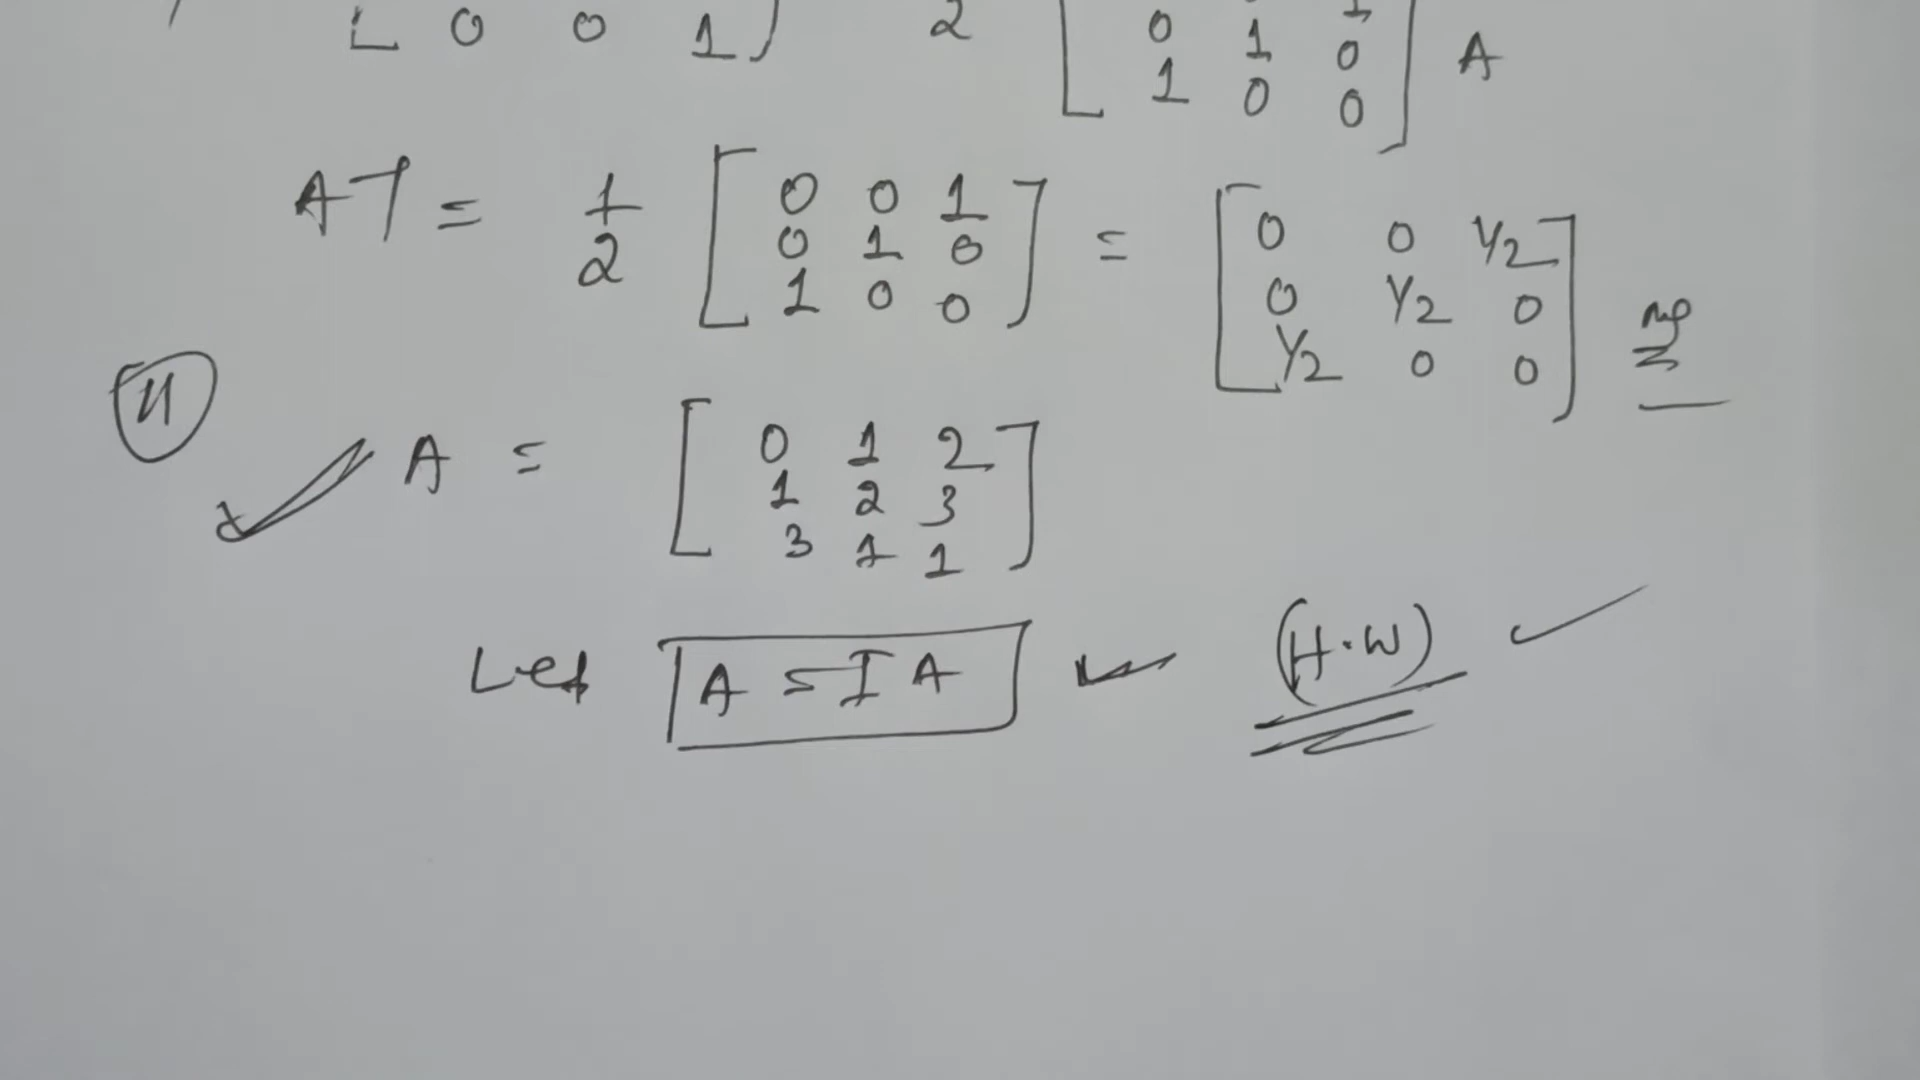 [ 0 0 1 ] 2 [ 0 1 0
1 0 0 ] A
A⁻¹ = 1/2 [ 0 0 1
0 1 0
1 0 0 ] = [ 0 0 1/2
0 1/2 0
1/2 0 0 ]
11
A = [ 0 1 2
1 2 3
3 1 1 ]
Let A = IA (H.W)